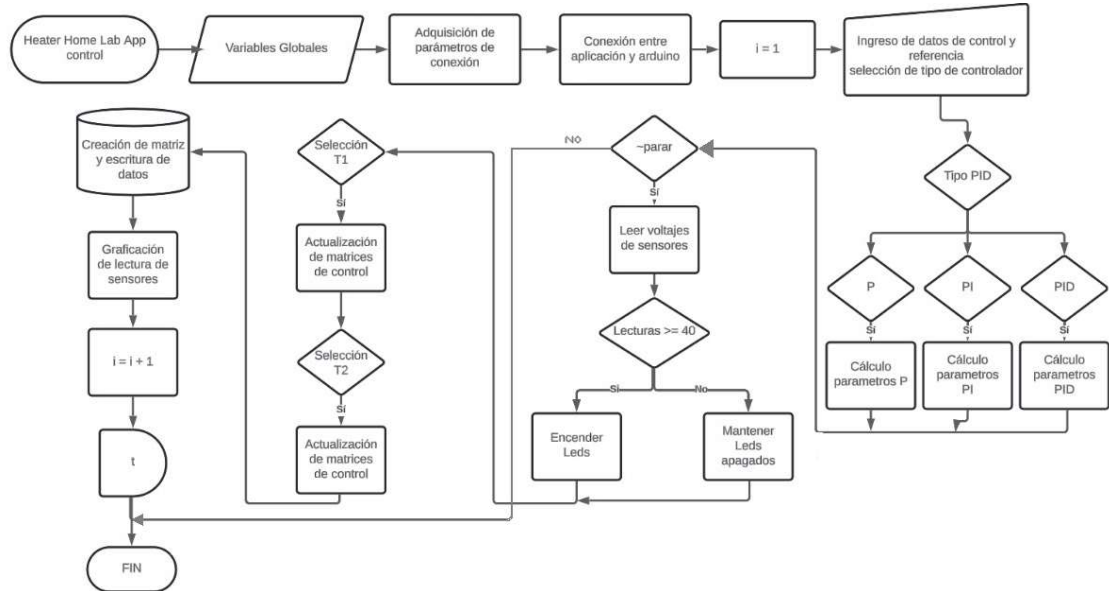 Heater Home Lab App
control
Variables Globales
Adquisición de
parámetros de
conexión
Conexión entre
aplicación y arduino
i = 1
Ingreso de datos de control y
referencia
selección de tipo de controlador
Tipo PID
P
PI
PID
Sí
Sí
Sí
Cálculo
parametros P
Cálculo
parametros
PI
Cálculo
parametros
PID
~parar
NO
Sí
Leer voltajes
de sensores
Lecturas >= 40
Si
No
Encender
Leds
Mantener
Leds
apagados
Selección
T1
Sí
Actualización
de matrices
de control
Selección
T2
Sí
Actualización
de matrices
de control
Creación de matriz
y escritura de
datos
Graficación
de lectura de
sensores
i = i + 1
t
FIN